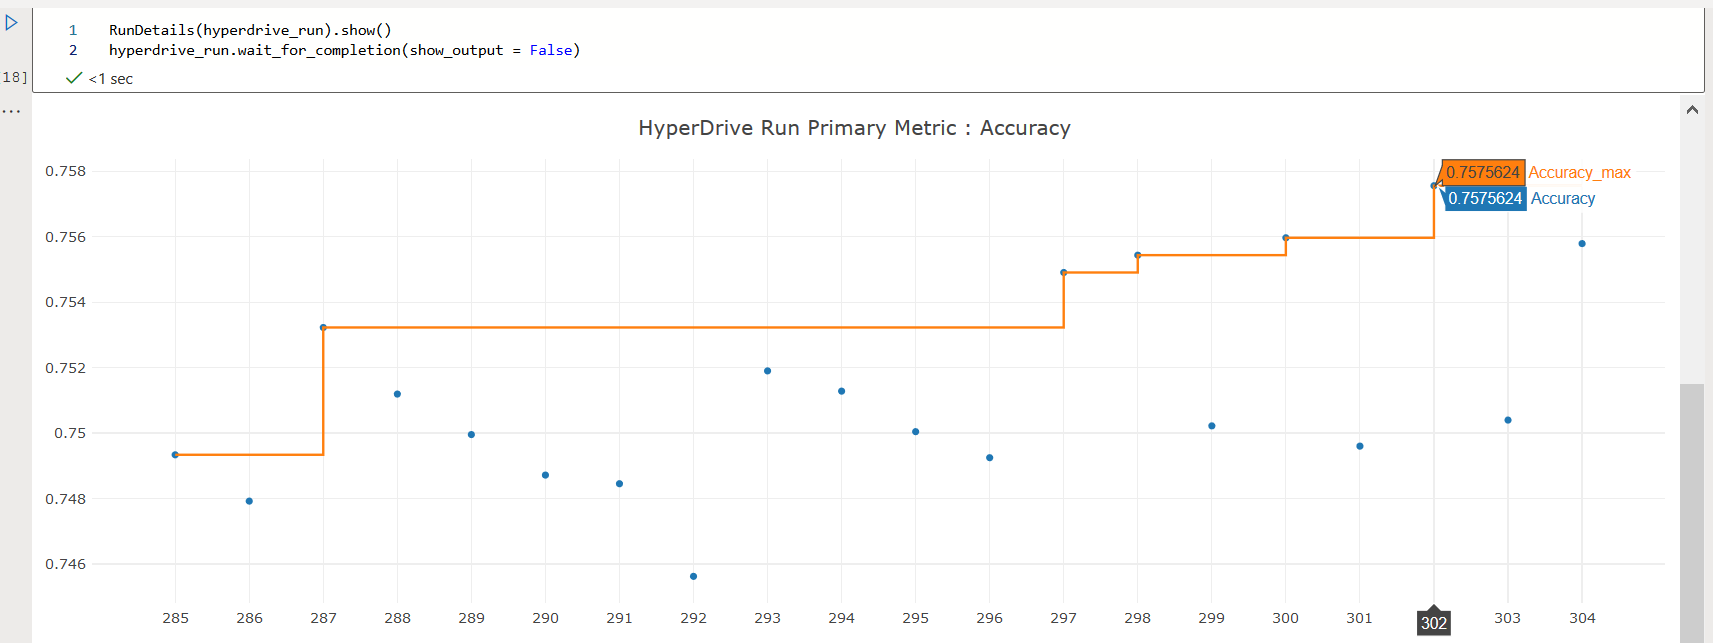 1 RunDetails(hyperdrive_run).show()
2 hyperdrive_run.wait_for_completion(show_output = False)
18] <1 sec
...
HyperDrive Run Primary Metric : Accuracy
0.758
0.7575624 Accuracy_max
0.7575624 Accuracy
0.756
0.754
0.752
0.75
0.748
0.746
285 286 287 288 289 290 291 292 293 294 295 296 297 298 299 300 301 302 303 304